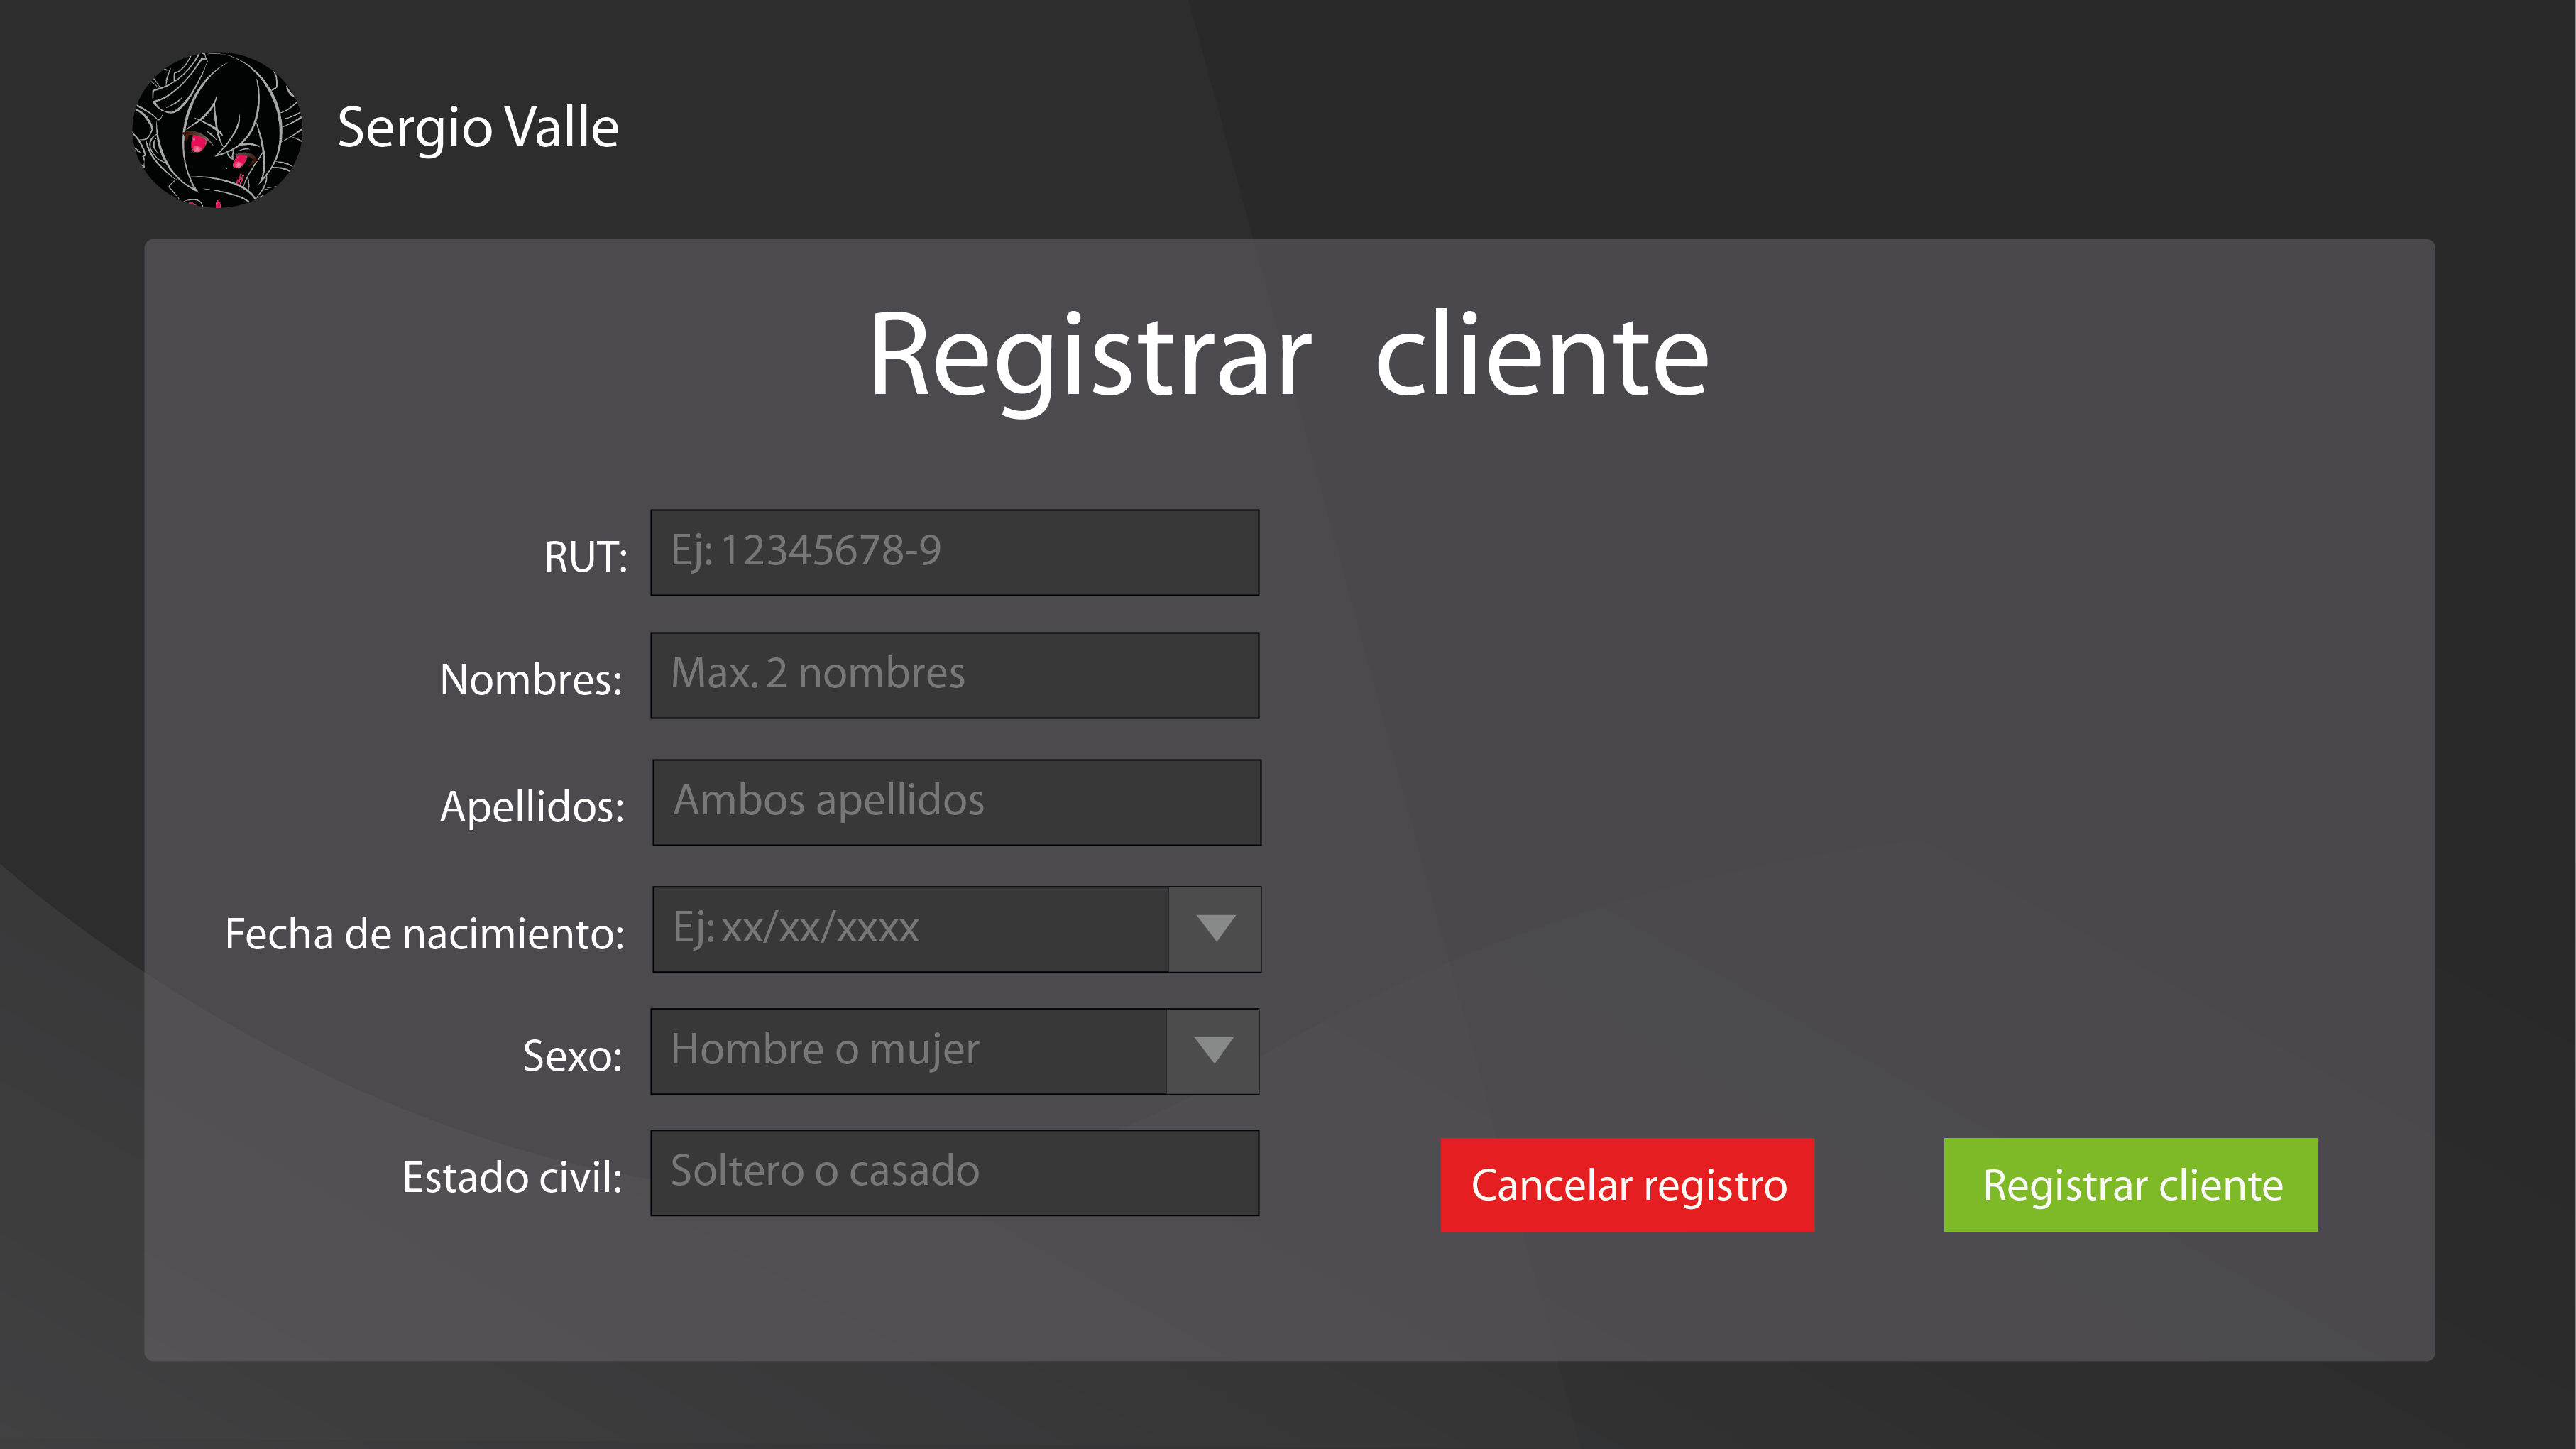 Sergio Valle
Registrar cliente
RUT: Ej: 12345678-9
Nombres: Max. 2 nombres
Apellidos: Ambos apellidos
Fecha de nacimiento: Ej: xx/xx/xxxx
Sexo: Hombre o mujer
Estado civil: Soltero o casado
Cancelar registro
Registrar cliente